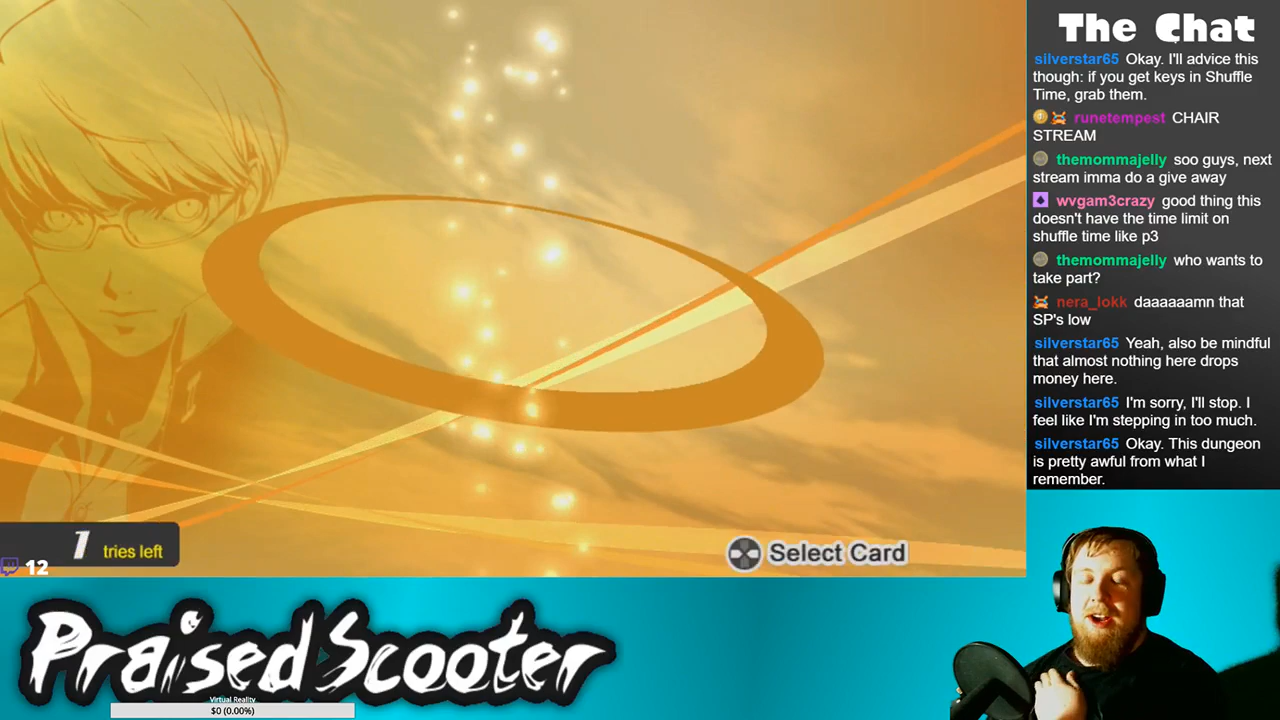 The Chat
silverstar65 Okay. I'll advice this
though: if you get keys in Shuffle
Time, grab them.
runetempest CHAIR
STREAM
themommajelly soo guys, next
stream imma do a give away
wvgam3crazy good thing this
doesn't have the time limit on
shuffle time like p3
themommajelly who wants to
take part?
nera_lokk daaaaaamn that
SP's low
silverstar65 Yeah, also be mindful
that almost nothing here drops
money here.
silverstar65 I'm sorry, I'll stop. I
feel like I'm stepping in too much.
silverstar65 Okay. This dungeon
is pretty awful from what I
remember.
1 tries left
Select Card
12
PraisedScooter
Virtual Reality
$0 (0.00%)